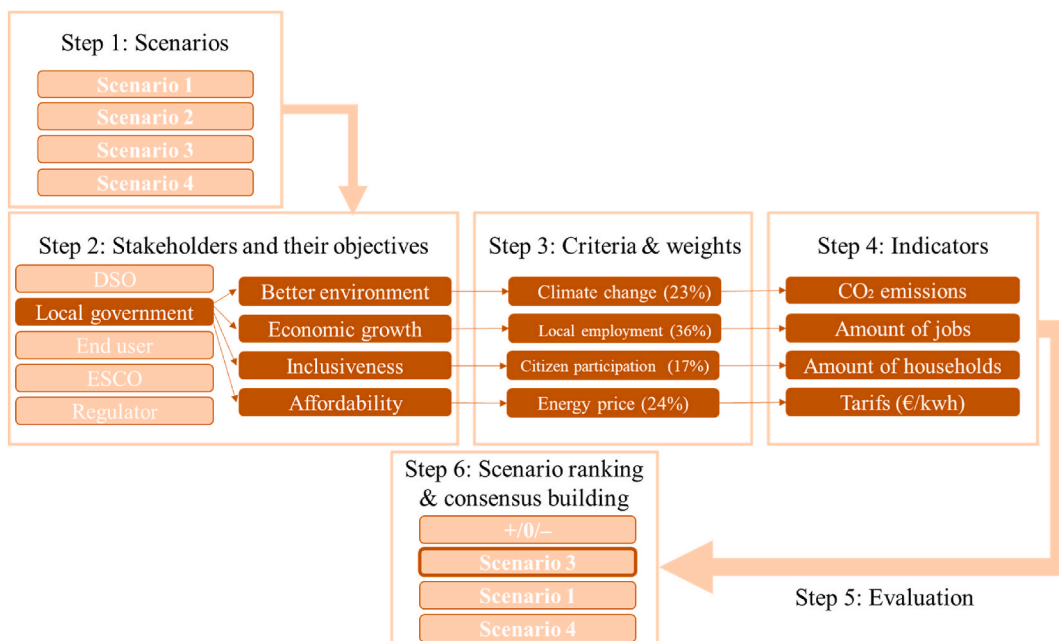 Step 1: Scenarios
Scenario 1
Scenario 2
Scenario 3
Scenario 4
Step 2: Stakeholders and their objectives
DSO
Local government
End user
ESCO
Regulator
Better environment
Economic growth
Inclusiveness
Affordability
Step 3: Criteria & weights
Climate change (23%)
Local employment (36%)
Citizen participation (17%)
Energy price (24%)
Step 4: Indicators
CO₂ emissions
Amount of jobs
Amount of households
Tarifs (€/kwh)
Step 6: Scenario ranking
& consensus building
+/0/–
Scenario 3
Scenario 1
Scenario 4
Step 5: Evaluation